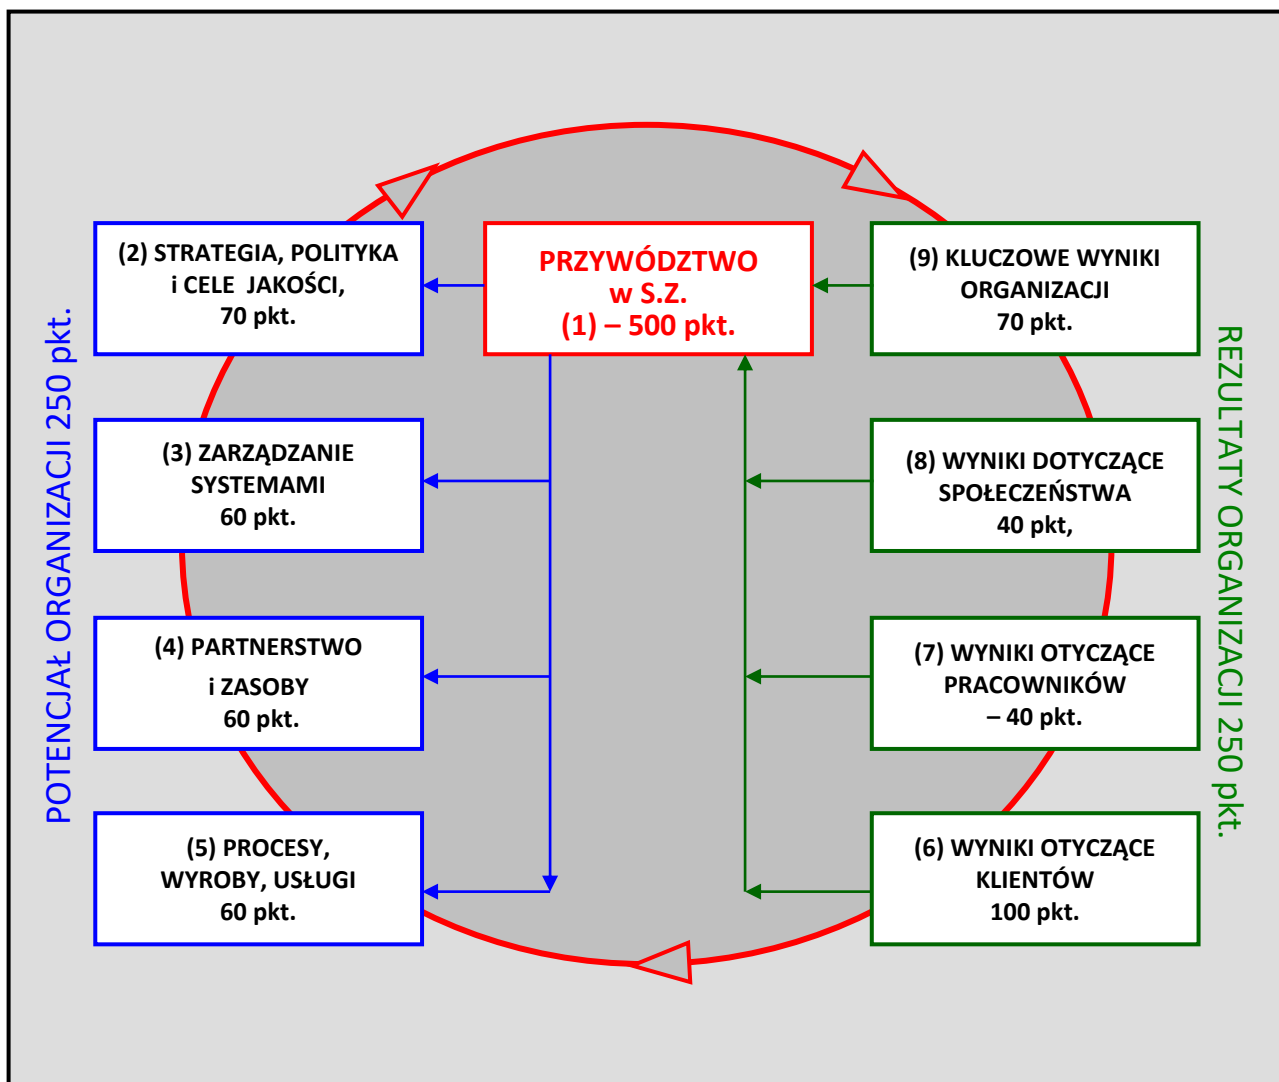 POTENCJAŁ ORGANIZACJI 250 pkt.
(2) STRATEGIA, POLITYKA
i CELE JAKOŚCI,
70 pkt.
(3) ZARZĄDZANIE
SYSTEMAMI
60 pkt.
(4) PARTNERSTWO
i ZASOBY
60 pkt.
(5) PROCESY,
WYROBY, USŁUGI
60 pkt.
PRZYWÓDZTWO
w S.Z.
(1) – 500 pkt.
(9) KLUCZOWE WYNIKI
ORGANIZACJI
70 pkt.
(8) WYNIKI DOTYCZĄCE
SPOŁECZEŃSTWA
40 pkt,
(7) WYNIKI OTYCZĄCE
PRACOWNIKÓW
– 40 pkt.
(6) WYNIKI OTYCZĄCE
KLIENTÓW
100 pkt.
REZULTATY ORGANIZACJI 250 pkt.